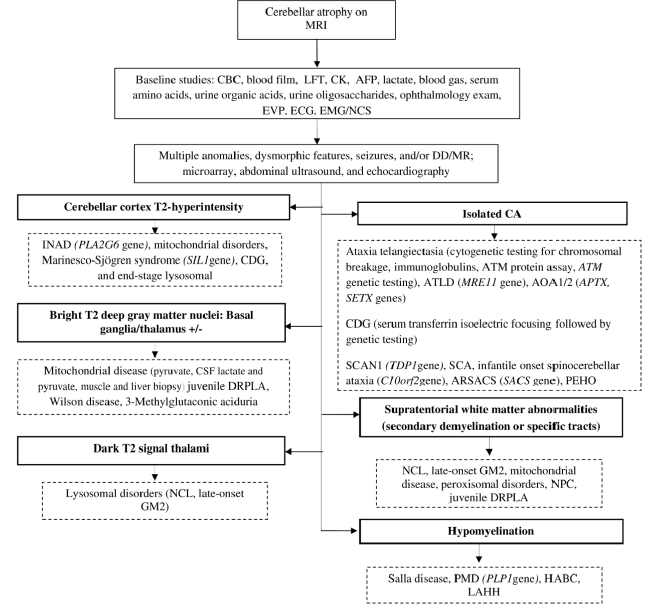 Cerebellar atrophy on
MRI
Baseline studies: CBC, blood film, LFT, CK, AFP, lactate, blood gas, serum
amino acids, urine organic acids, urine oligosaccharides, ophthalmology exam,
EVP. ECG. EMG/NCS
Multiple anomalies, dysmorphic features, seizures, and/or DD/MR;
microarray, abdominal ultrasound, and echocardiography
Cerebellar cortex T2-hyperintensity
INAD (PLA2G6 gene), mitochondrial disorders,
Marinesco-Sjögren syndrome (SIL1gene), CDG,
and end-stage lysosomal
Bright T2 deep gray matter nuclei: Basal
ganglia/thalamus +/-
Mitochondrial disease (pyruvate, CSF lactate and
pyruvate, muscle and liver biopsy) juvenile DRPLA,
Wilson disease, 3-Methylglutaconic aciduria
Dark T2 signal thalami
Lysosomal disorders (NCL, late-onset
GM2)
Isolated CA
Ataxia telangiectasia (cytogenetic testing for chromosomal
breakage, immunoglobulins, ATM protein assay, ATM
genetic testing), ATLD (MRE11 gene), AOA1/2 (APTX,
SETX genes)
CDG (serum transferrin isoelectric focusing followed by
genetic testing)
SCAN1 (TDP1gene), SCA, infantile onset spinocerebellar
ataxia (C10orf2gene), ARSACS (SACS gene), PEHO
Supratentorial white matter abnormalities
(secondary demyelination or specific tracts)
NCL, late-onset GM2, mitochondrial
disease, peroxisomal disorders, NPC,
juvenile DRPLA
Hypomyelination
Salla disease, PMD (PLP1gene), HABC,
LAHH